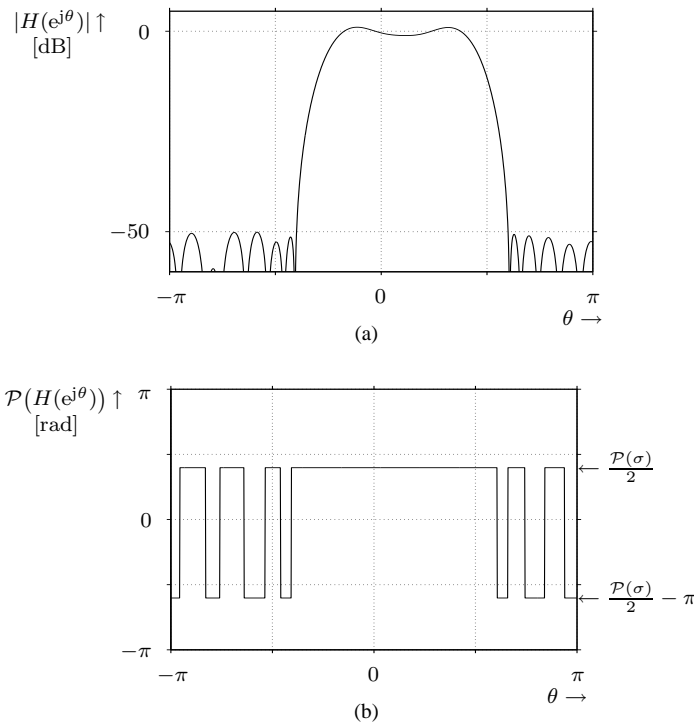 |H(e^{jθ})| ↑
[dB]
0
−50
−π
0
π
θ →
(a)
𝒫(H(e^{jθ})) ↑
[rad]
π
0
−π
← 𝒫(σ)/2
← 𝒫(σ)/2 − π
−π
0
π
θ →
(b)